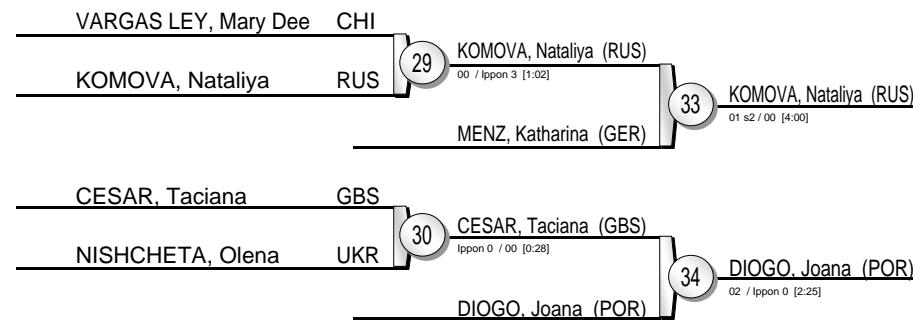 VARGAS LEY, Mary Dee CHI
KOMOVA, Nataliya RUS
29
KOMOVA, Nataliya (RUS)
00 / Ippon 3 [1:02]
MENZ, Katharina (GER)
33
KOMOVA, Nataliya (RUS)
01 s2 / 00 [4:00]
CESAR, Taciana GBS
NISHCHETA, Olena UKR
30
CESAR, Taciana (GBS)
Ippon 0 / 00 [0:28]
DIOGO, Joana (POR)
34
DIOGO, Joana (POR)
02 / Ippon 0 [2:25]